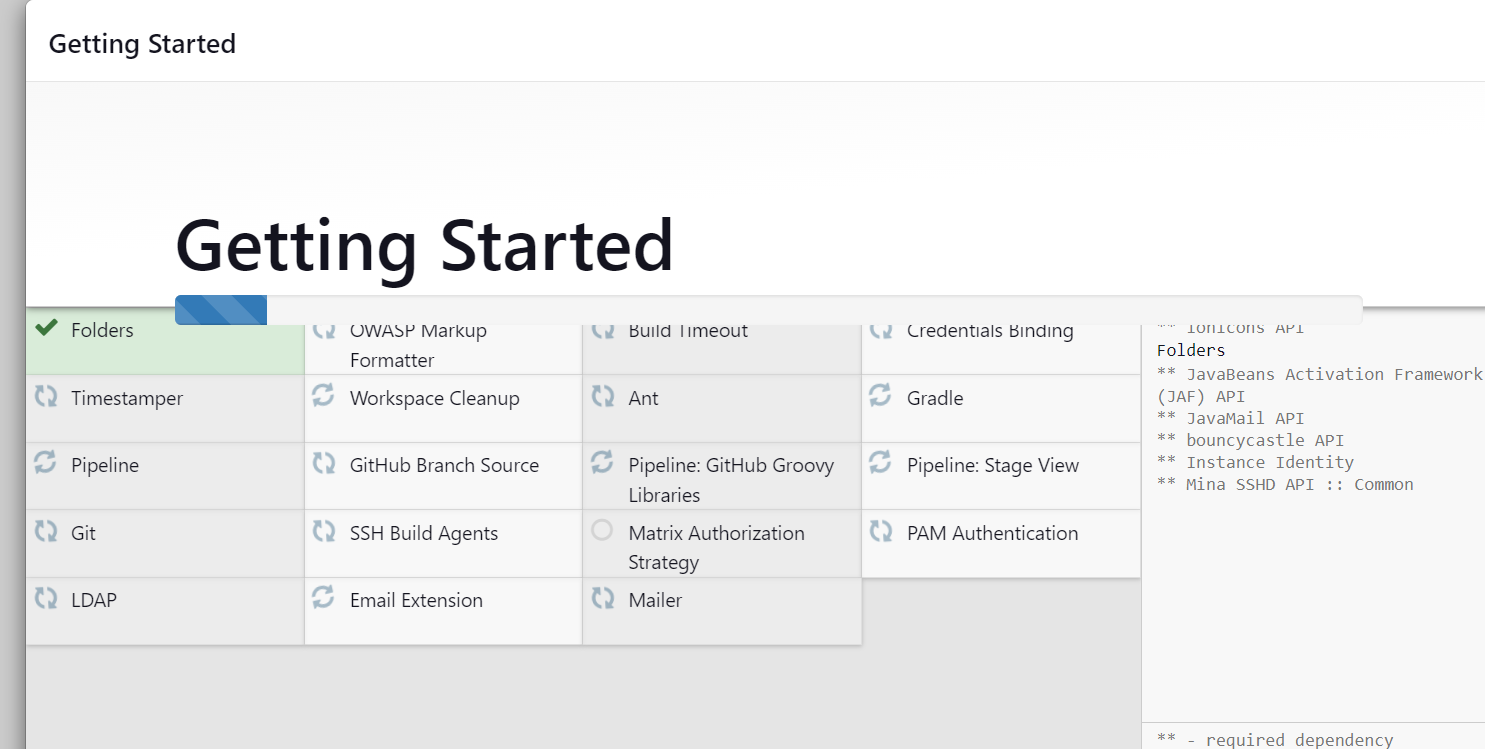 Getting Started
Getting Started
Folders
OWASP Markup
Formatter
Build Timeout
Credentials Binding
Timestamper
Workspace Cleanup
Ant
Gradle
Pipeline
GitHub Branch Source
Pipeline: GitHub Groovy
Libraries
Pipeline: Stage View
Git
SSH Build Agents
Matrix Authorization
Strategy
PAM Authentication
LDAP
Email Extension
Mailer
** Ionicons API
Folders
** JavaBeans Activation Framework
(JAF) API
** JavaMail API
** bouncycastle API
** Instance Identity
** Mina SSHD API :: Common
** - required dependency